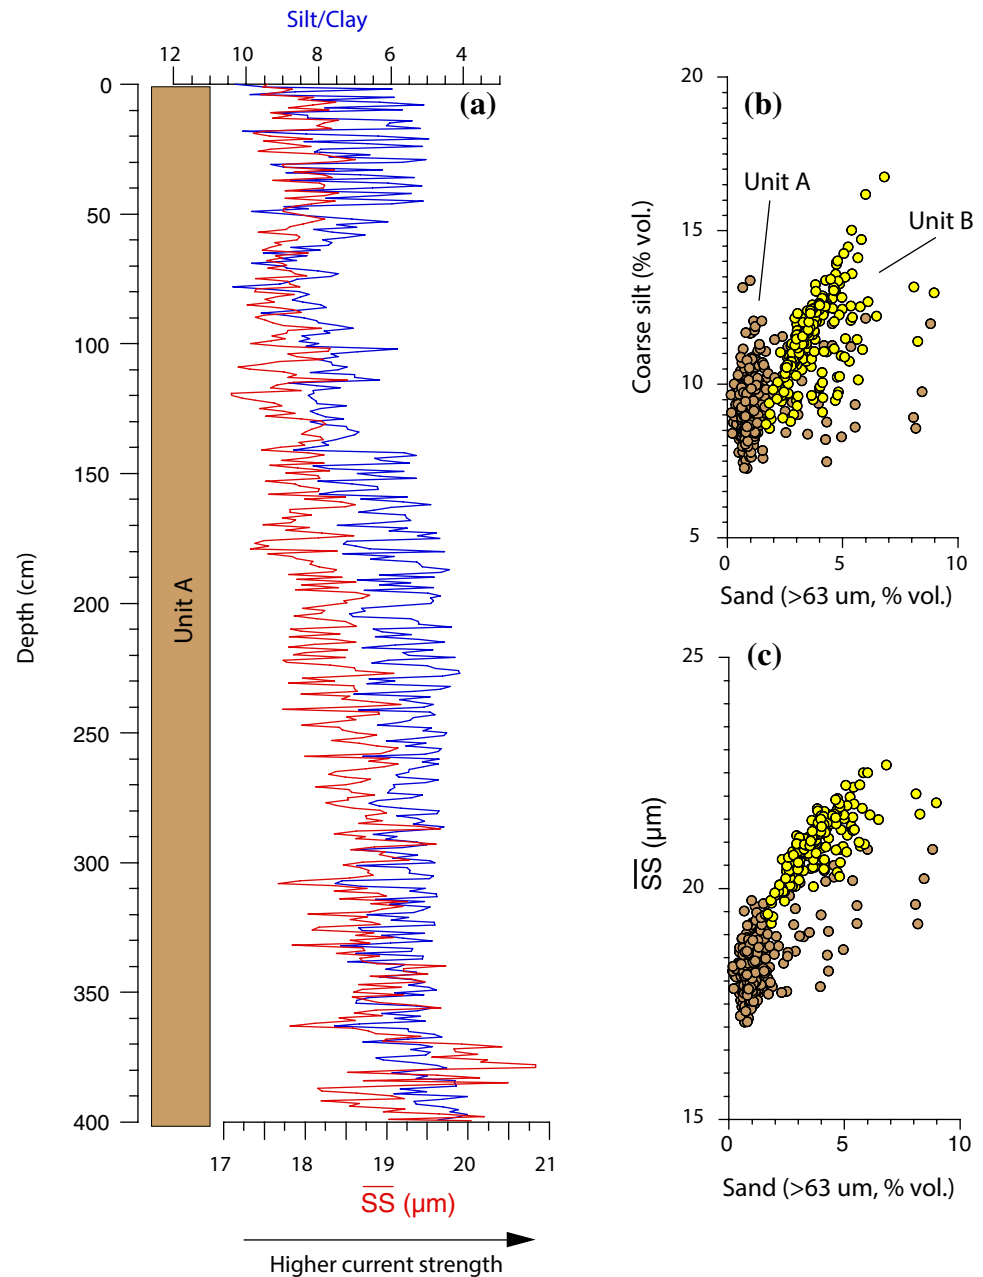 Silt/Clay
12 10 8 6 4
(a)
0
50
100
150
200
250
300
350
400
Depth (cm)
Unit A
17 18 19 20 21
SS (µm)
Higher current strength
(b)
20
15
10
5
Coarse silt (% vol.)
Unit A
Unit B
0 5 10
Sand (>63 um, % vol.)
(c)
25
20
15
SS (µm)
0 5 10
Sand (>63 um, % vol.)